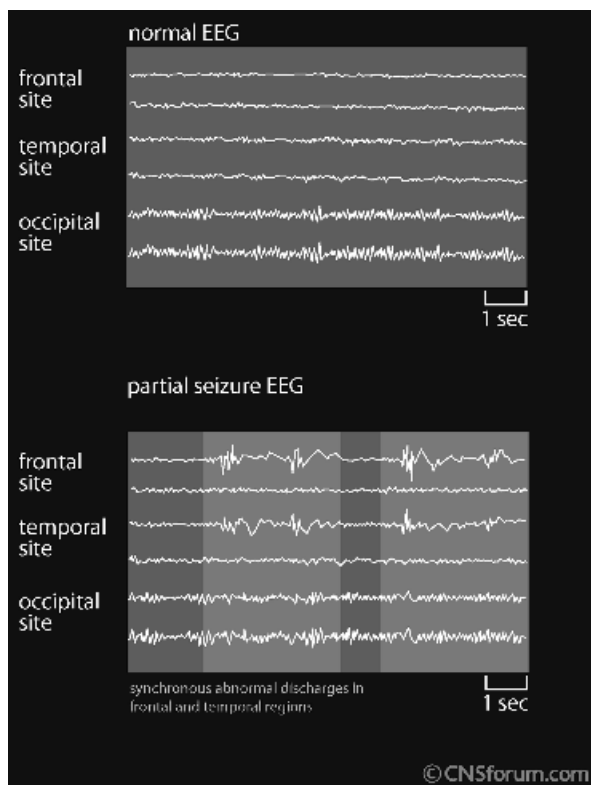 normal EEG
frontal
site
temporal
site
occipital
site
1 sec
partial seizure EEG
frontal
site
temporal
site
occipital
site
synchronous abnormal discharges in
frontal and temporal regions
1 sec
©CNSforum.com